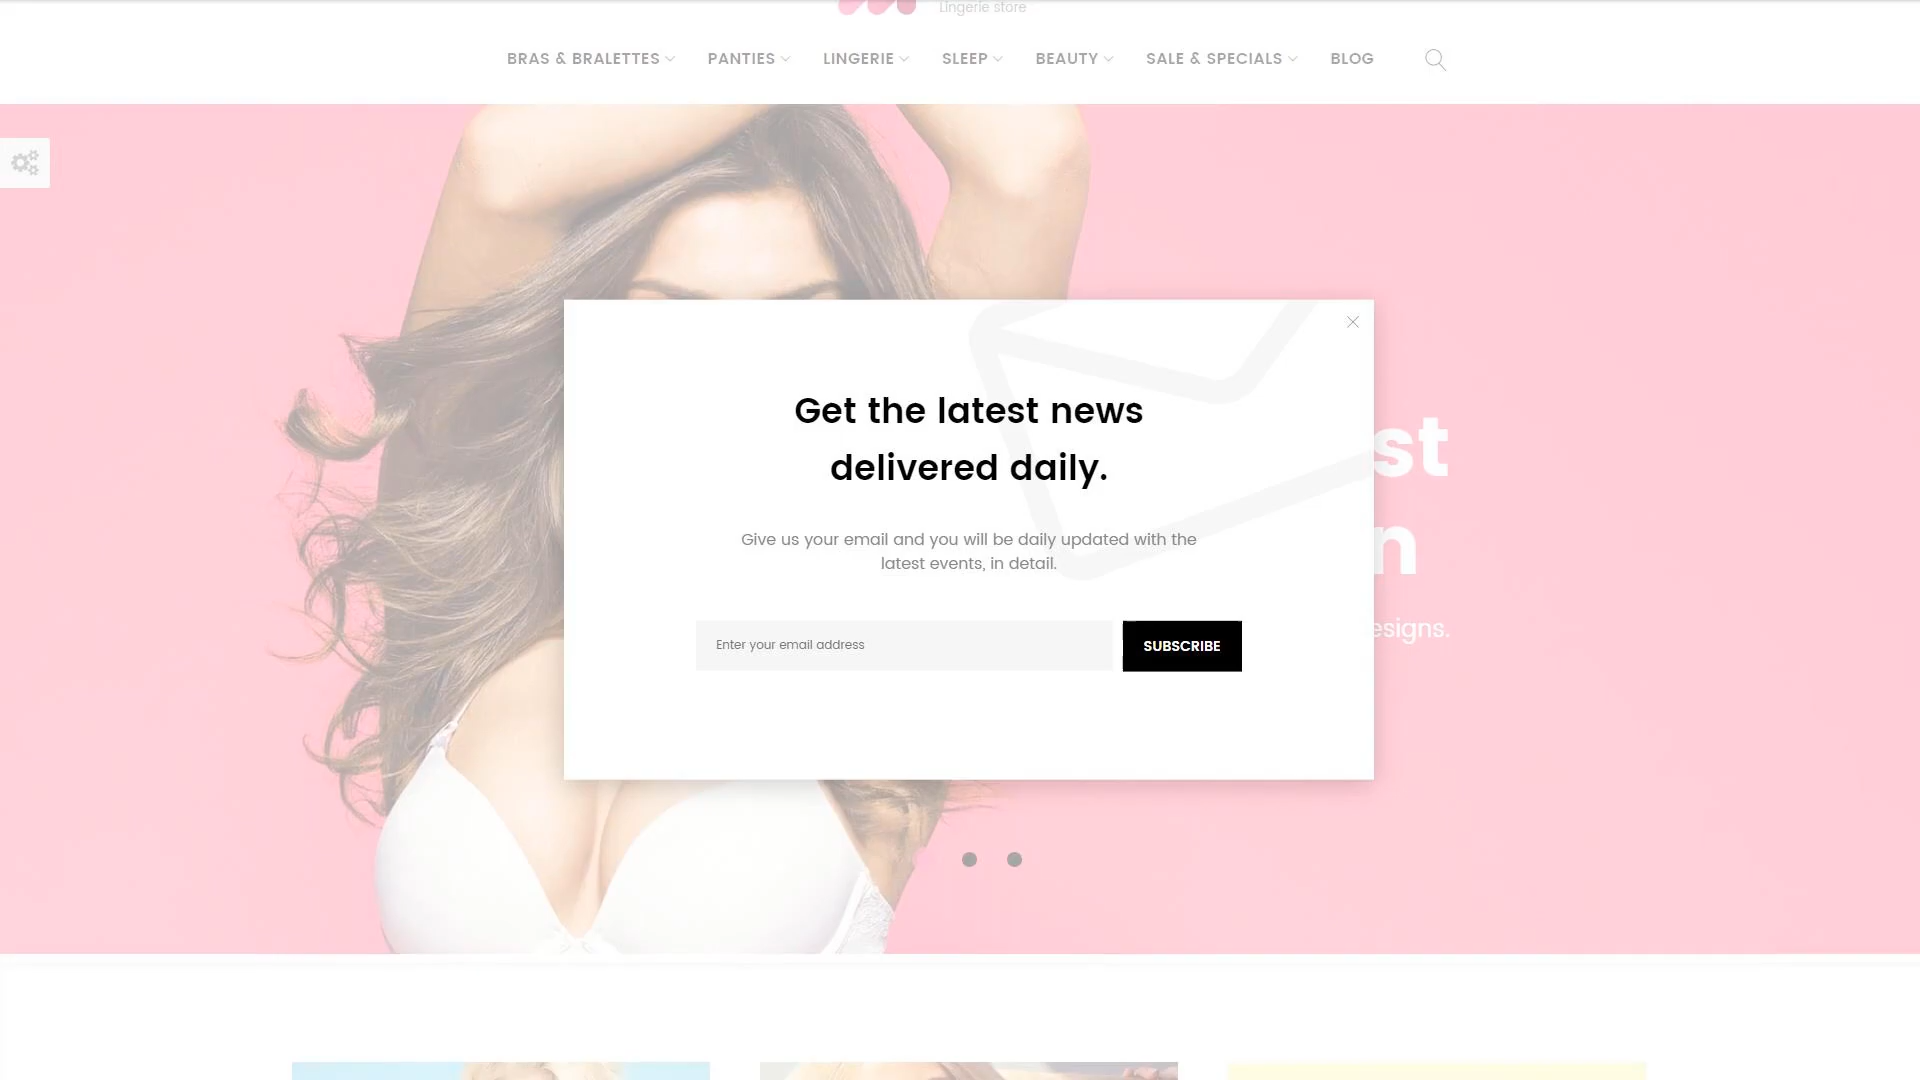 Lingerie store
BRAS & BRALETTES PANTIES LINGERIE SLEEP BEAUTY SALE & SPECIALS BLOG
Get the latest news
delivered daily.
Give us your email and you will be daily updated with the
latest events, in detail.
Enter your email address
SUBSCRIBE